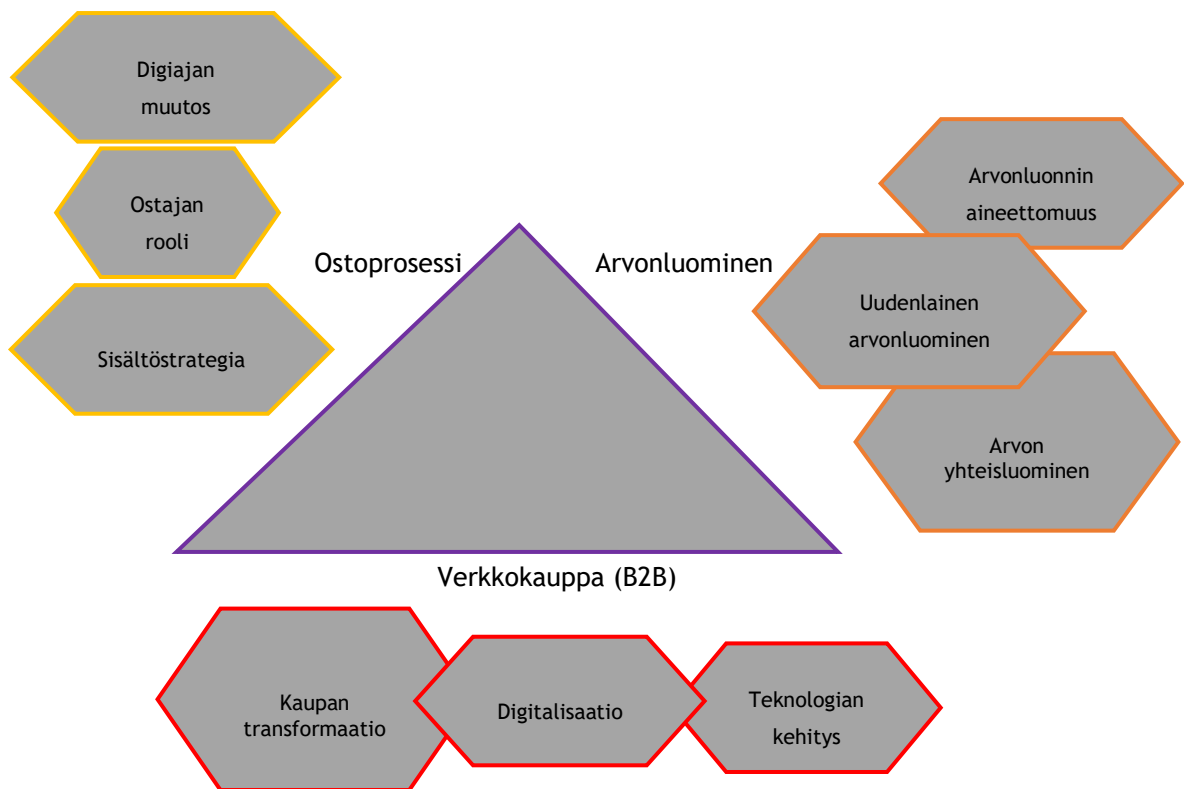 Digiajan
muutos
Ostajan
rooli
Sisältöstrategia
Ostoprosessi
Arvonluominen
Arvonluonnin
aineettomuus
Uudenlainen
arvonluominen
Arvon
yhteisluominen
Verkkokauppa (B2B)
Kaupan
transformaatio
Digitalisaatio
Teknologian
kehitys